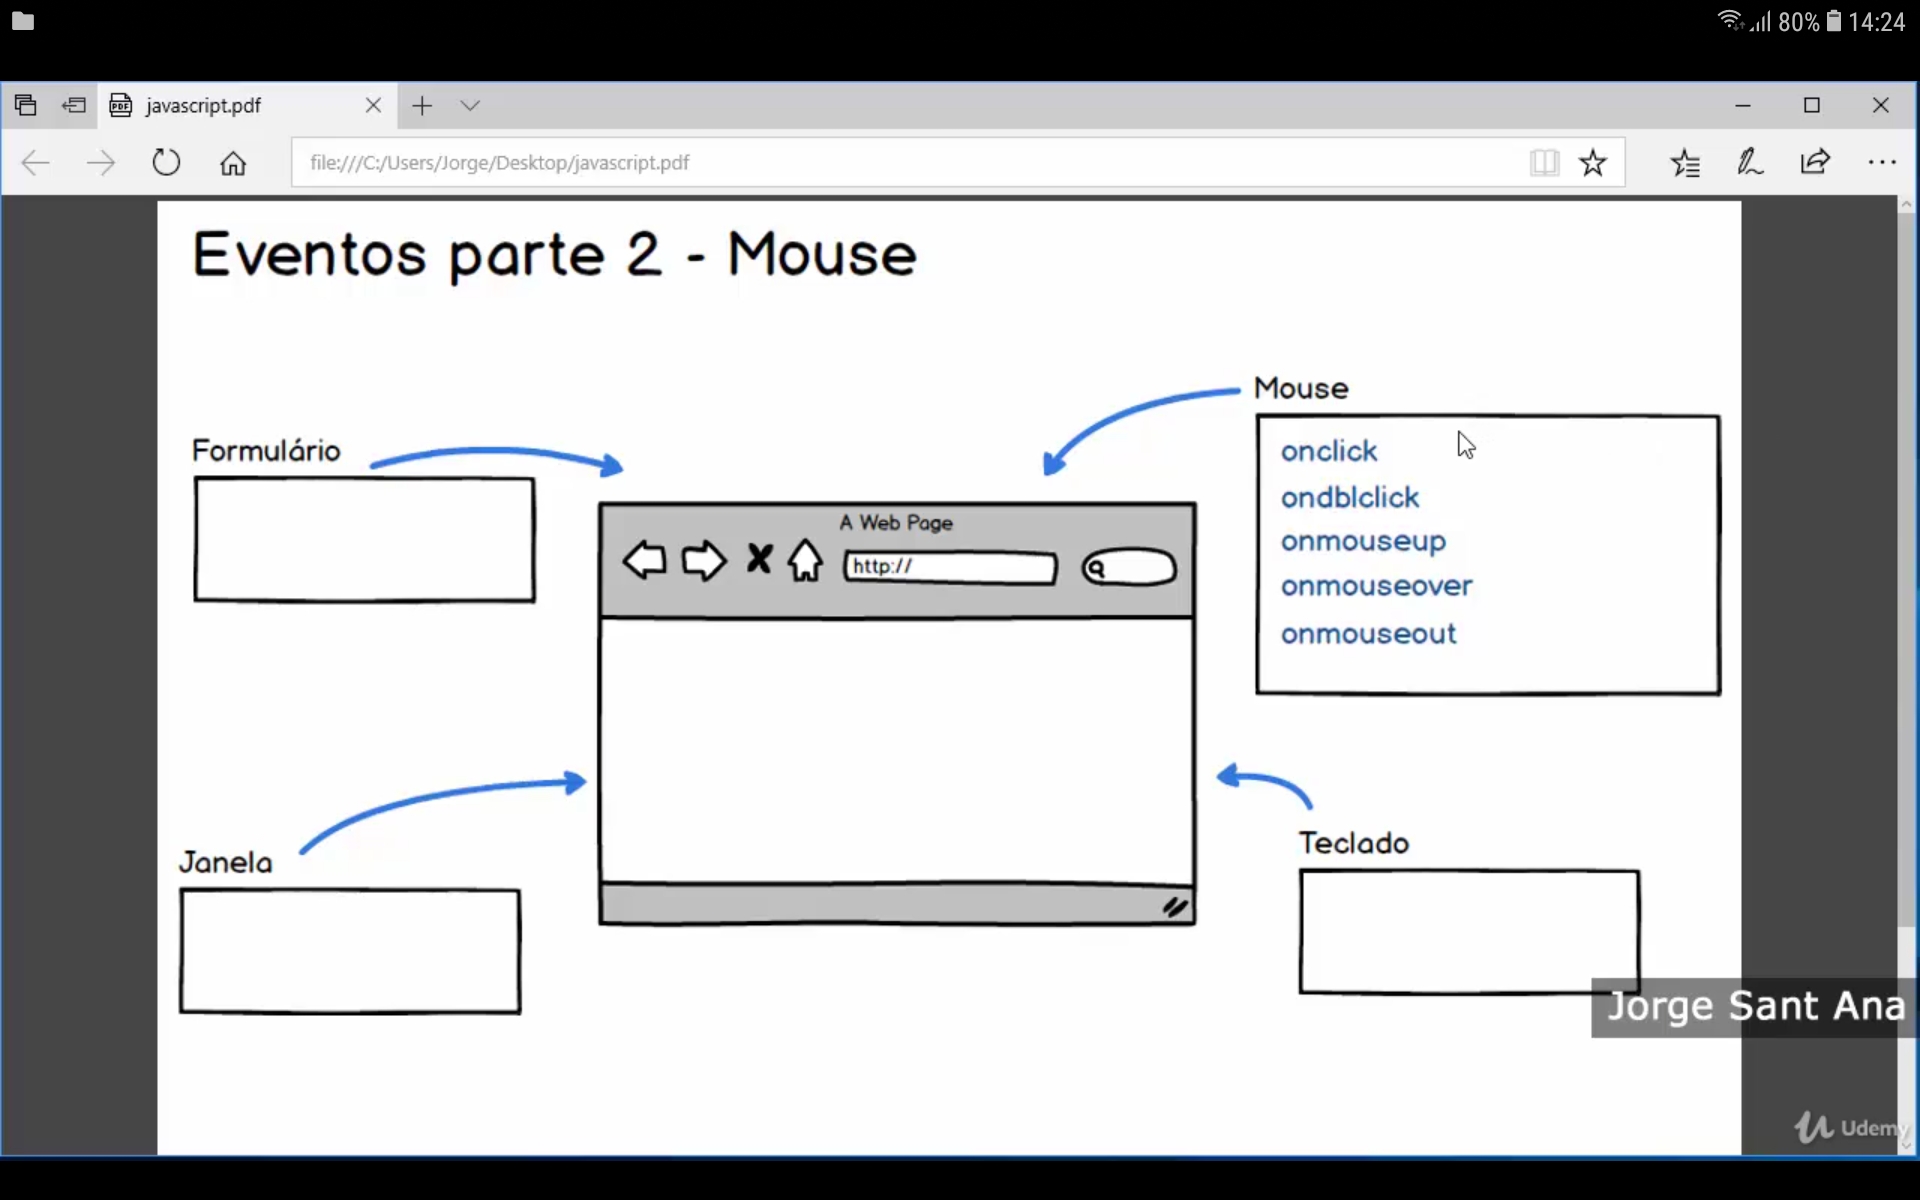 80% 14:24
javascript.pdf
file:///C:/Users/Jorge/Desktop/javascript.pdf
Eventos parte 2 - Mouse
Mouse
onclick
ondblclick
onmouseup
onmouseover
onmouseout
Formulário
A Web Page
http://
Janela
Teclado
Jorge Sant Ana
Udemy